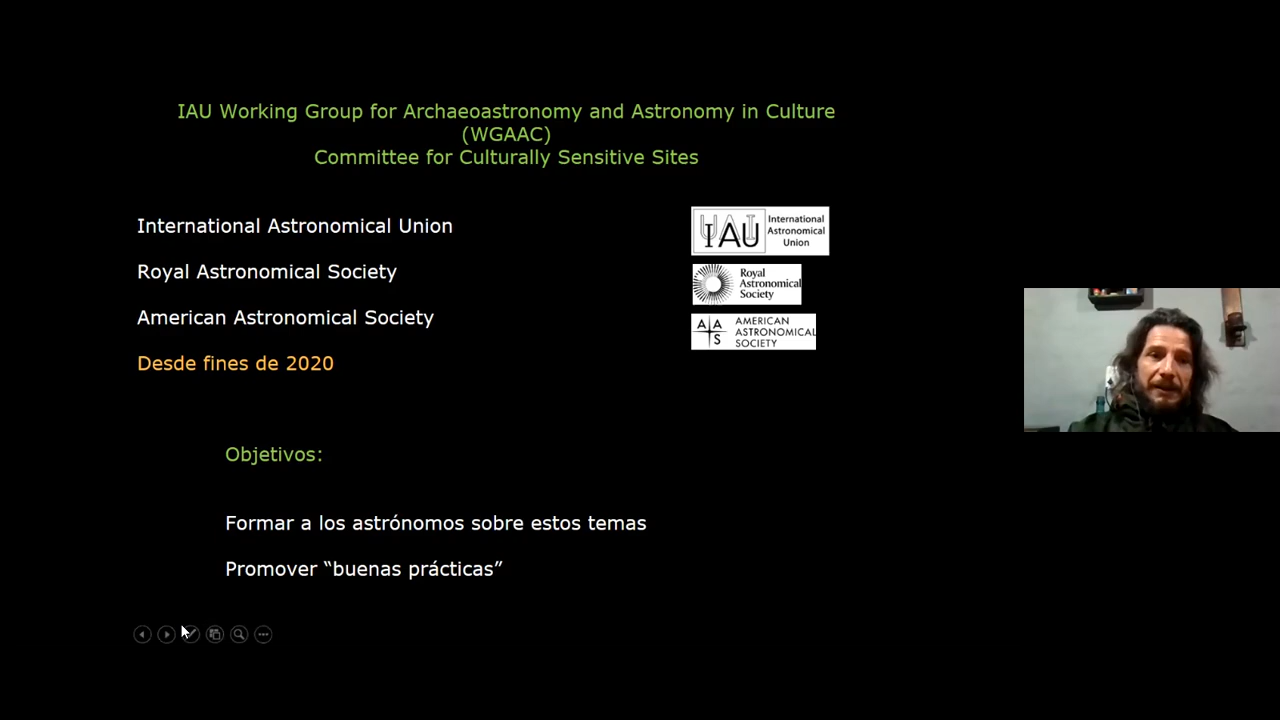 IAU Working Group for Archaeoastronomy and Astronomy in Culture
(WGAAC)
Committee for Culturally Sensitive Sites
International Astronomical Union
Royal Astronomical Society
American Astronomical Society
Desde fines de 2020
IAU
International
Astronomical
Union
Royal
Astronomical
Society
A A
S
AMERICAN
ASTRONOMICAL
SOCIETY
Objetivos:
Formar a los astrónomos sobre estos temas
Promover “buenas prácticas”